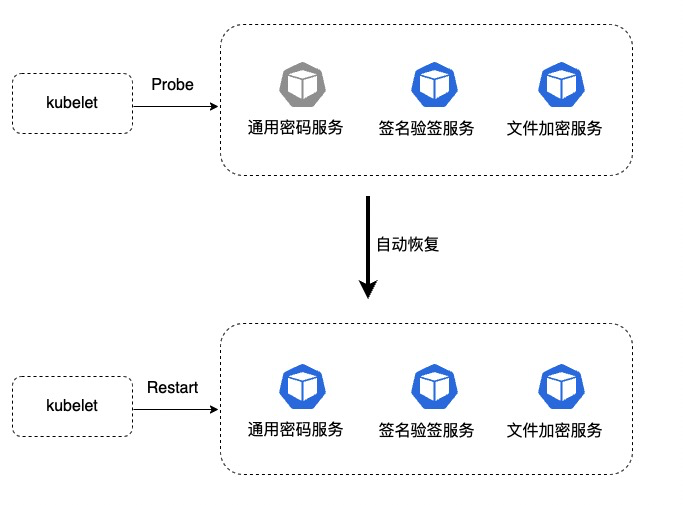 kubelet
Probe
通用密码服务
签名验签服务
文件加密服务
自动恢复
kubelet
Restart
通用密码服务
签名验签服务
文件加密服务